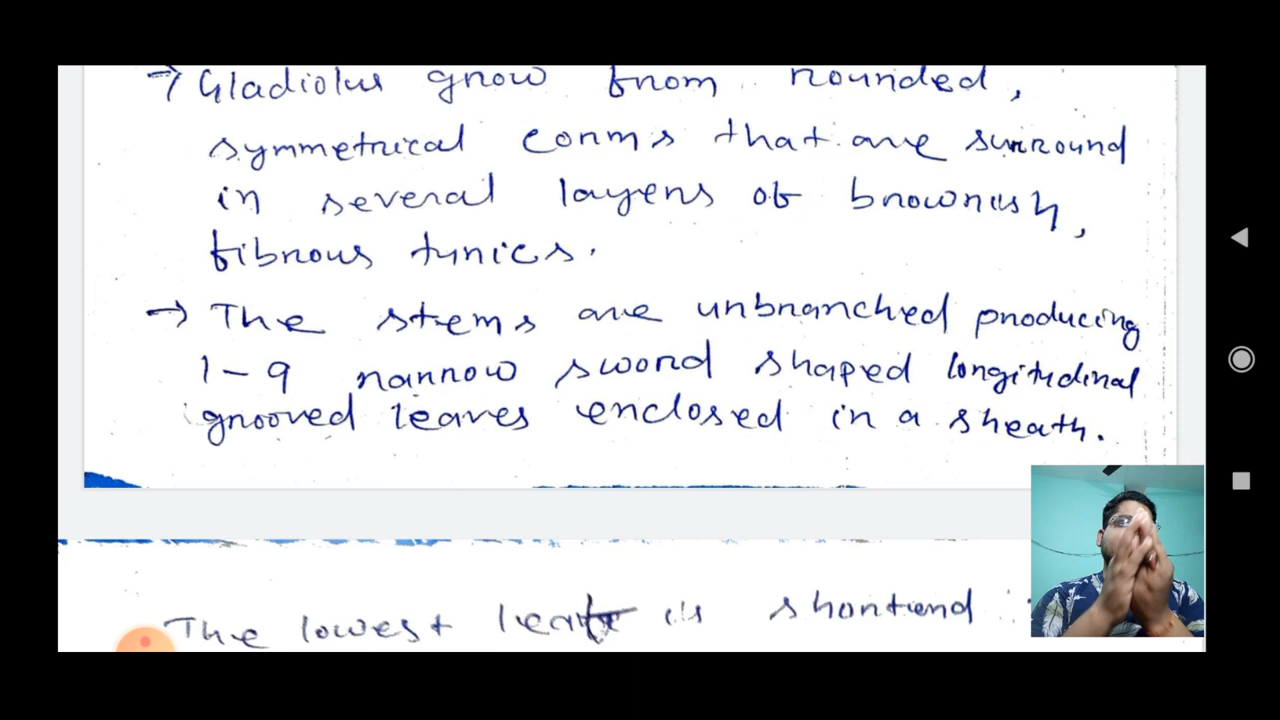 → Gladiolus grow from rounded,
symmetrical corms that are surround
in several layers of brownish,
fibrous tunics.
→ The stems are unbranched producing
1-9 narrow sword shaped longitudinal
grooved leaves enclosed in a sheath.
The lowest leaf is shortend